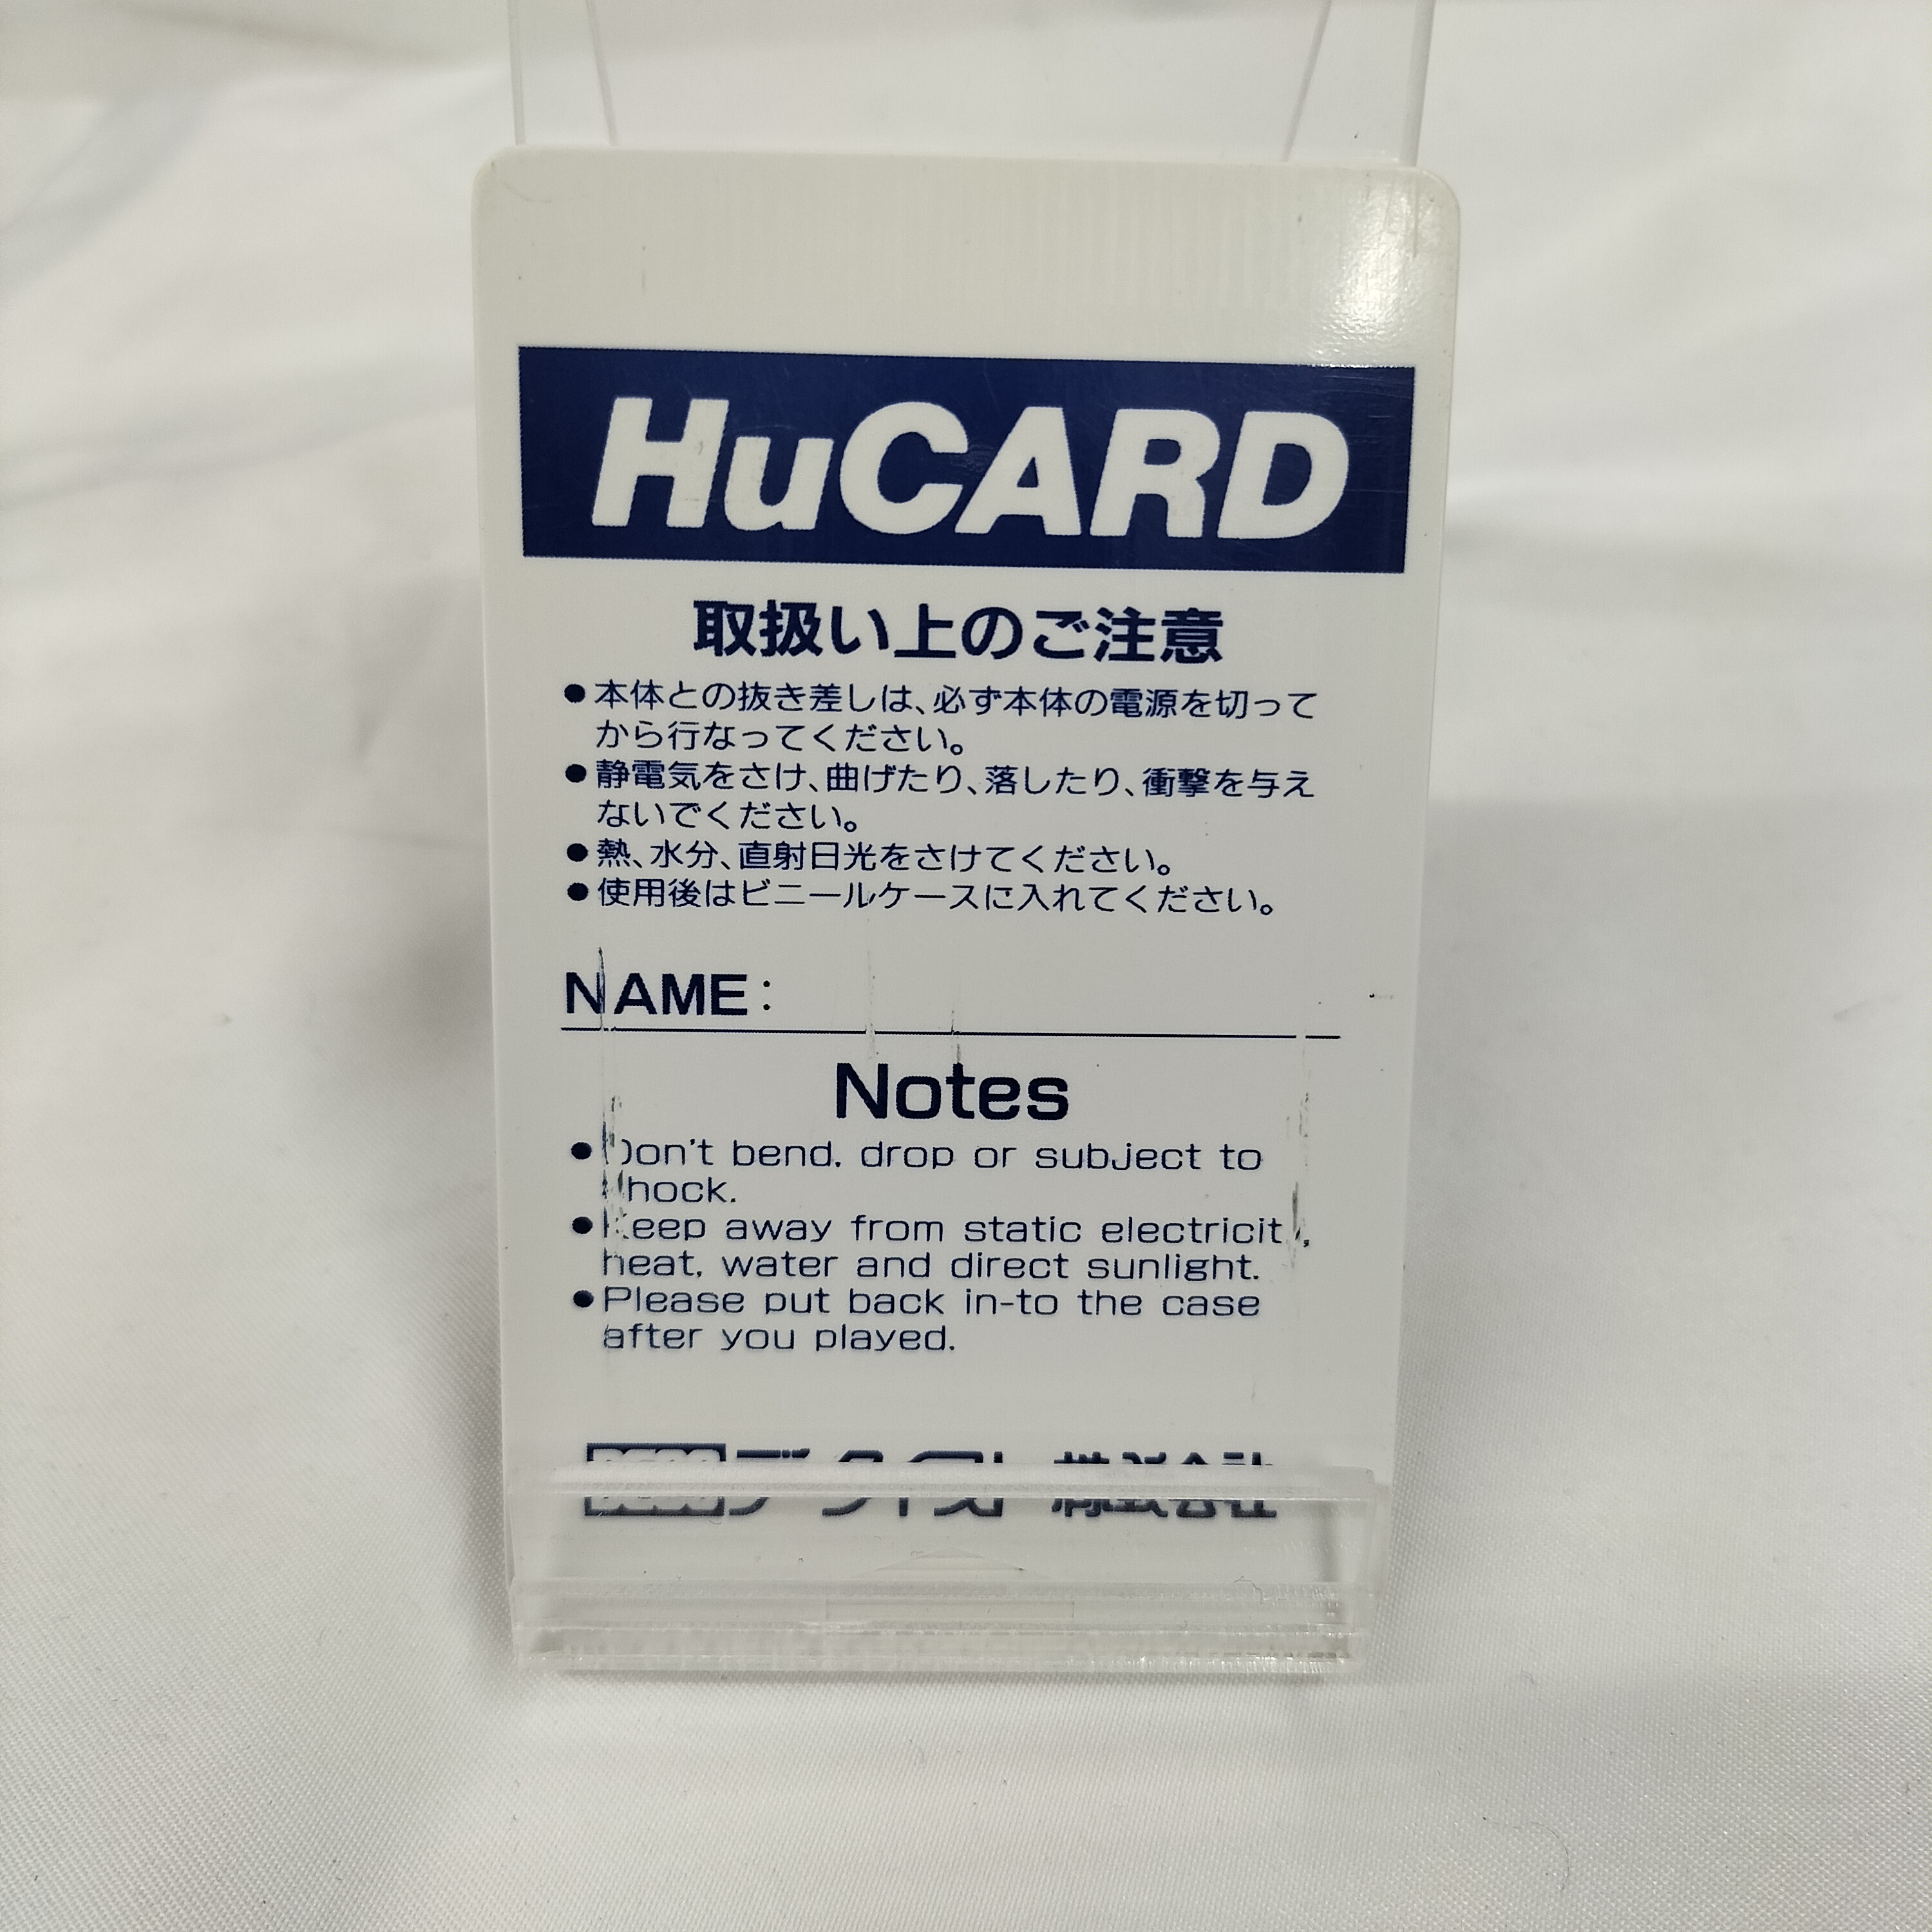 HuCARD
取扱い上のご注意
●本体との抜き差しは、必ず本体の電源を切って
から行なってください。
●静電気をさけ、曲げたり、落したり、衝撃を与え
ないでください。
●熱、水分、直射日光をさけてください。
●使用後はビニールケースに入れてください。
NAME:
Notes
●Don't bend, drop or subject to
shock.
●Keep away from static electricity,
heat, water and direct sunlight.
●Please put back in-to the case
after you played.
株式会社